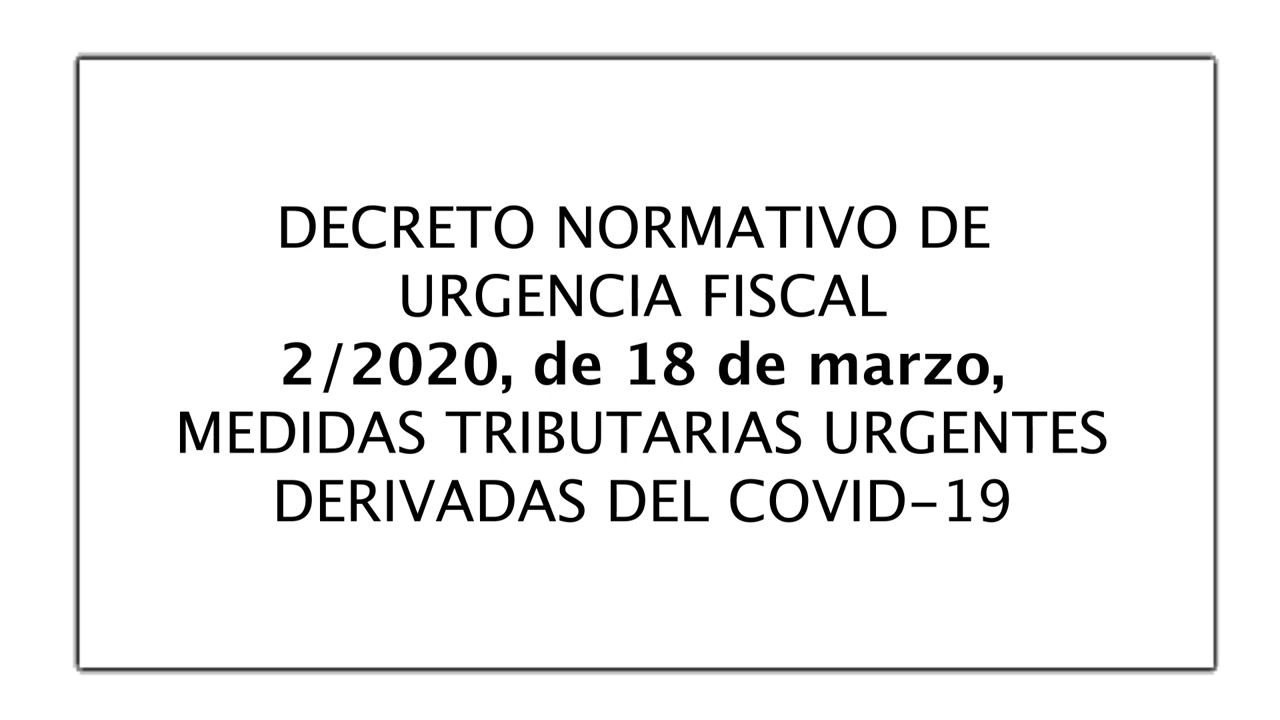 DECRETO NORMATIVO DE
URGENCIA FISCAL
2/2020, de 18 de marzo,
MEDIDAS TRIBUTARIAS URGENTES
DERIVADAS DEL COVID-19